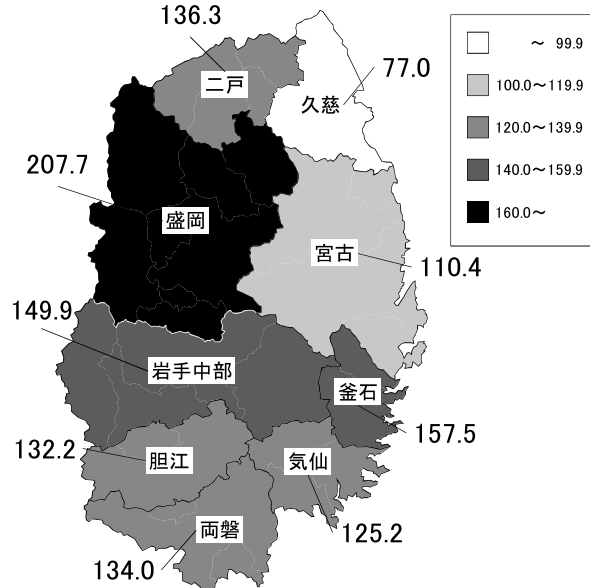 136.3
二戸
77.0
久慈
～ 99.9
100.0～119.9
120.0～139.9
140.0～159.9
160.0～
207.7
盛岡
宮古
110.4
149.9
岩手中部
釜石
157.5
132.2
胆江
気仙
125.2
両磐
134.0